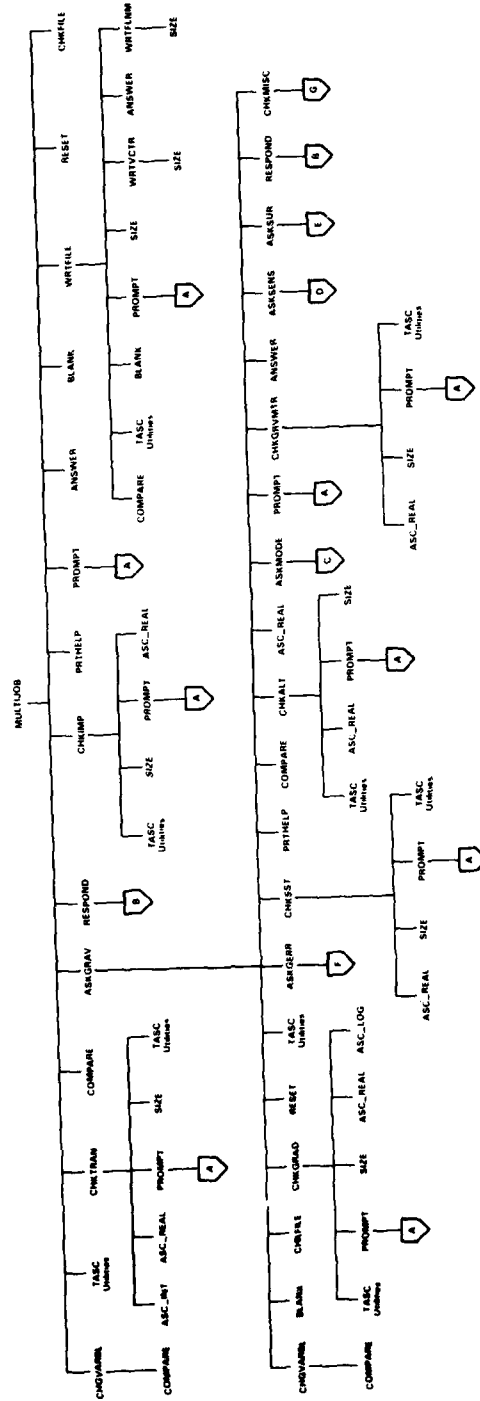 MULTIJOB
CHGVARBL
TASC Utilities
CHKTRAN
COMPARE
ASKGRAV
RESPOND
CHKIMP
PRTHELP
PROMPT
ANSWER
BLANK
WRTFILE
RESET
CHKFILE
COMPARE
ASC_INT
ASC_REAL
PROMPT
SIZE
TASC Utilities
A
B
TASC Utilities
SIZE
PROMPT
ASC_REAL
A
A
COMPARE
TASC Utilities
BLANK
PROMPT
SIZE
WRTVCTR
ANSWER
WRTFLNM
A
SIZE
SIZE
CHGVARBL
BLANK
CHKFILE
CHKGRAD
RESET
TASC Utilities
ASKGERR
CHKSST
PRTHELP
COMPARE
CHKALT
ASC_REAL
ASKMODE
PROMPT
CHKGRVMTR
ANSWER
ASKSENS
ASKSUR
RESPOND
CHKMISC
COMPARE
TASC Utilities
PROMPT
SIZE
ASC_REAL
ASC_LOG
A
F
ASC_REAL
SIZE
PROMPT
TASC Utilities
A
TASC Utilities
ASC_REAL
PROMPT
SIZE
A
C
A
ASC_REAL
SIZE
PROMPT
TASC Utilities
A
D
E
B
G